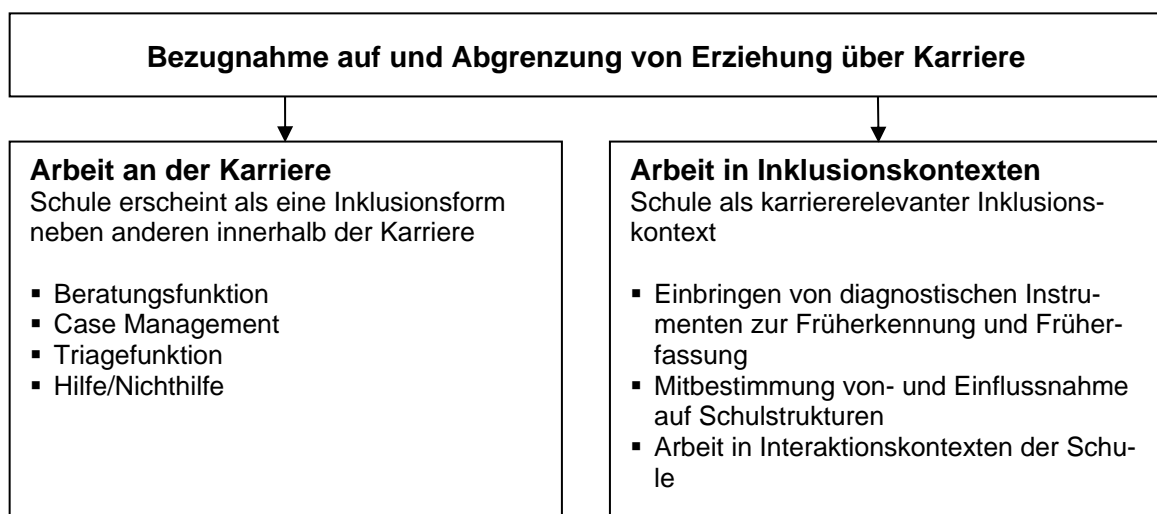 Bezugnahme auf und Abgrenzung von Erziehung über Karriere
Arbeit an der Karriere
Schule erscheint als eine Inklusionsform
neben anderen innerhalb der Karriere
▪ Beratungsfunktion
▪ Case Management
▪ Triagefunktion
▪ Hilfe/Nichthilfe
Arbeit in Inklusionskontexten
Schule als karriererelevanter Inklusions-
kontext
▪ Einbringen von diagnostischen Instru-
menten zur Früherkennung und Früher-
fassung
▪ Mitbestimmung von- und Einflussnahme
auf Schulstrukturen
▪ Arbeit in Interaktionskontexten der Schu-
le